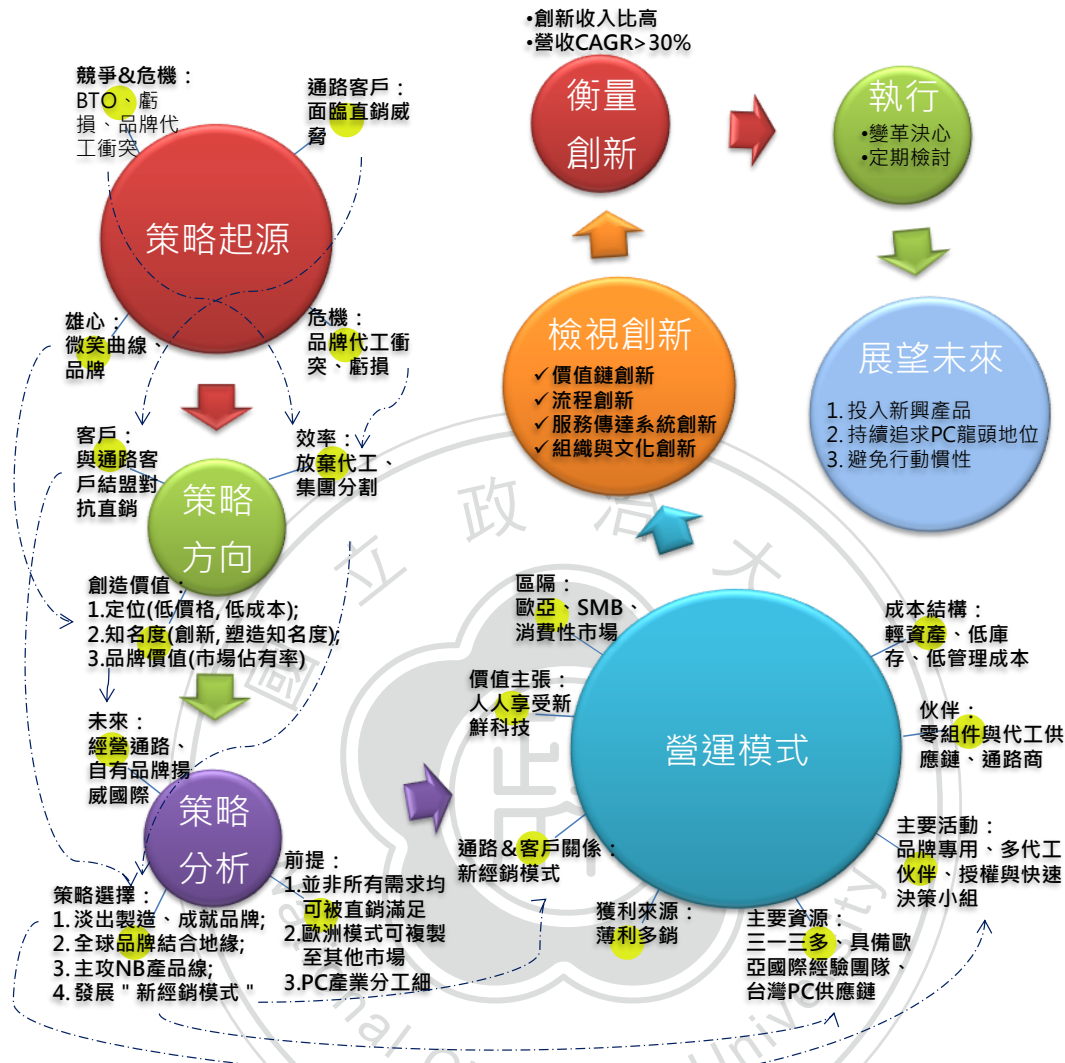 競爭&危機：
BTO、虧
損、品牌代
工衝突
通路客戶：
面臨直銷威
脅
策略起源
雄心：
微笑曲線、
品牌
危機：
品牌代工衝
突、虧損
客戶：
與通路客
戶結盟對
抗直銷
效率：
放棄代工、
集團分割
策略
方向
創造價值：
1.定位(低價格,低成本);
2.知名度(創新,塑造知名度);
3.品牌價值(市場佔有率)
未來：
經營通路、
自有品牌揚
威國際
策略
分析
策略選擇：
1.淡出製造、成就品牌;
2.全球品牌結合地緣;
3.主攻NB產品線;
4.發展＂新經銷模式＂
前提：
1.並非所有需求均
可被直銷滿足
2.歐洲模式可複製
至其他市場
3.PC產業分工細
營運模式
區隔：
歐亞、SMB、
消費性市場
價值主張：
人人享受新
鮮科技
通路&客戶關係：
新經銷模式
獲利來源：
薄利多銷
主要資源：
三一三多、具備歐
亞國際經驗團隊、
台灣PC供應鏈
主要活動：
品牌專用、多代工
伙伴、授權與快速
決策小組
伙伴：
零組件與代工供
應鏈、通路商
成本結構：
輕資產、低庫
存、低管理成本
檢視創新
✓價值鏈創新
✓流程創新
✓服務傳達系統創新
✓組織與文化創新
•創新收入比高
•營收CAGR>30%
衡量
創新
執行
•變革決心
•定期檢討
展望未來
1.投入新興產品
2.持續追求PC龍頭地位
3.避免行動慣性
國立政治大
University